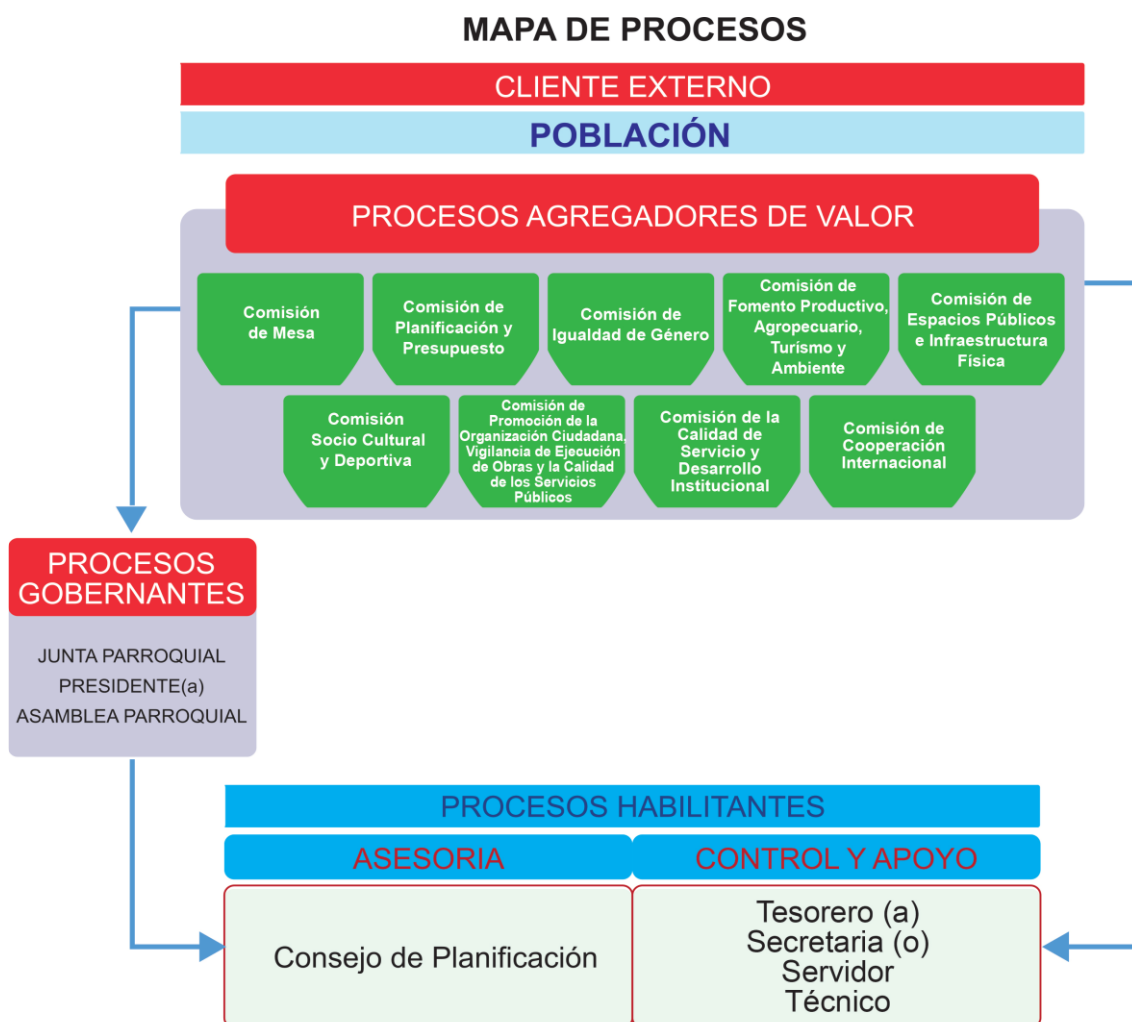 MAPA DE PROCESOS
CLIENTE EXTERNO
POBLACIÓN
PROCESOS AGREGADORES DE VALOR
Comisión
de Mesa
Comisión de
Planificación y
Presupuesto
Comisión de
Igualdad de Género
Comisión de
Fomento Productivo,
Agropecuario,
Turísmo y
Ambiente
Comisión de
Espacios Públicos
e Infraestructura
Física
Comisión
Socio Cultural
y Deportiva
Comisión de
Promoción de la
Organización Ciudadana,
Vigilancia de Ejecución
de Obras y la Calidad
de los Servicios
Públicos
Comisión de la
Calidad de
Servicio y
Desarrollo
Institucional
Comisión de
Cooperación
Internacional
PROCESOS
GOBERNANTES
JUNTA PARROQUIAL
PRESIDENTE(a)
ASAMBLEA PARROQUIAL
PROCESOS HABILITANTES
ASESORIA
Consejo de Planificación
CONTROL Y APOYO
Tesorero (a)
Secretaria (o)
Servidor
Técnico